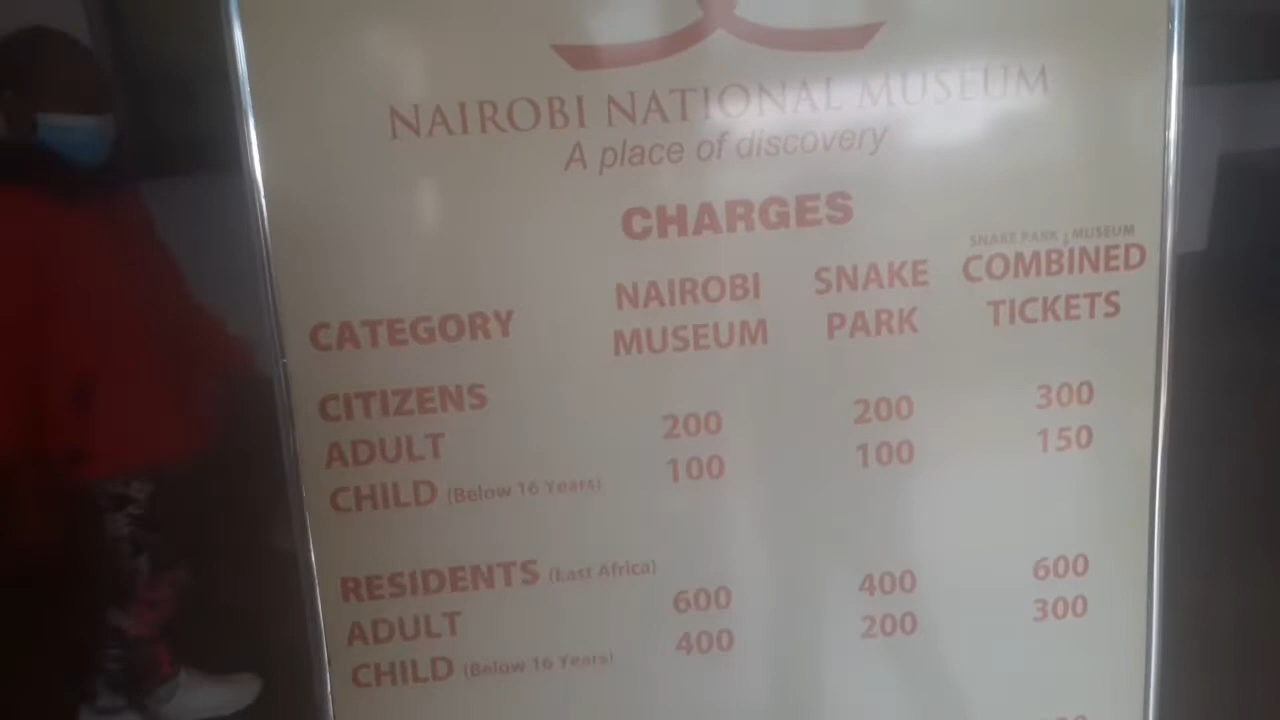 NAIROBI NATIONAL MUSEUM
A place of discovery
CHARGES
CATEGORY NAIROBI MUSEUM SNAKE PARK SNAKE PARK & MUSEUM COMBINED TICKETS
CITIZENS
ADULT 200 200 300
CHILD (Below 16 Years) 100 100 150
RESIDENTS (East Africa)
ADULT 600 400 600
CHILD (Below 16 Years) 400 200 300